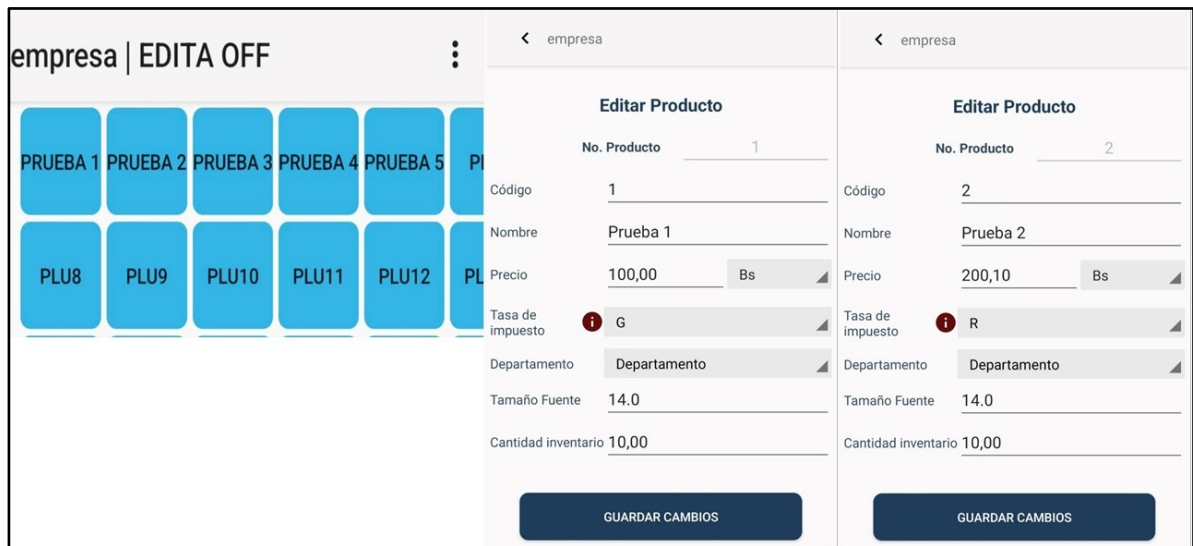 empresa | EDITA OFF
PRUEBA 1 PRUEBA 2 PRUEBA 3 PRUEBA 4 PRUEBA 5
PLU8 PLU9 PLU10 PLU11 PLU12
empresa
Editar Producto
No. Producto 1
Código 1
Nombre Prueba 1
Precio 100,00 Bs
Tasa de
impuesto i G
Departamento Departamento
Tamaño Fuente 14.0
Cantidad inventario 10,00
GUARDAR CAMBIOS
empresa
Editar Producto
No. Producto 2
Código 2
Nombre Prueba 2
Precio 200,10 Bs
Tasa de
impuesto i R
Departamento Departamento
Tamaño Fuente 14.0
Cantidad inventario 10,00
GUARDAR CAMBIOS